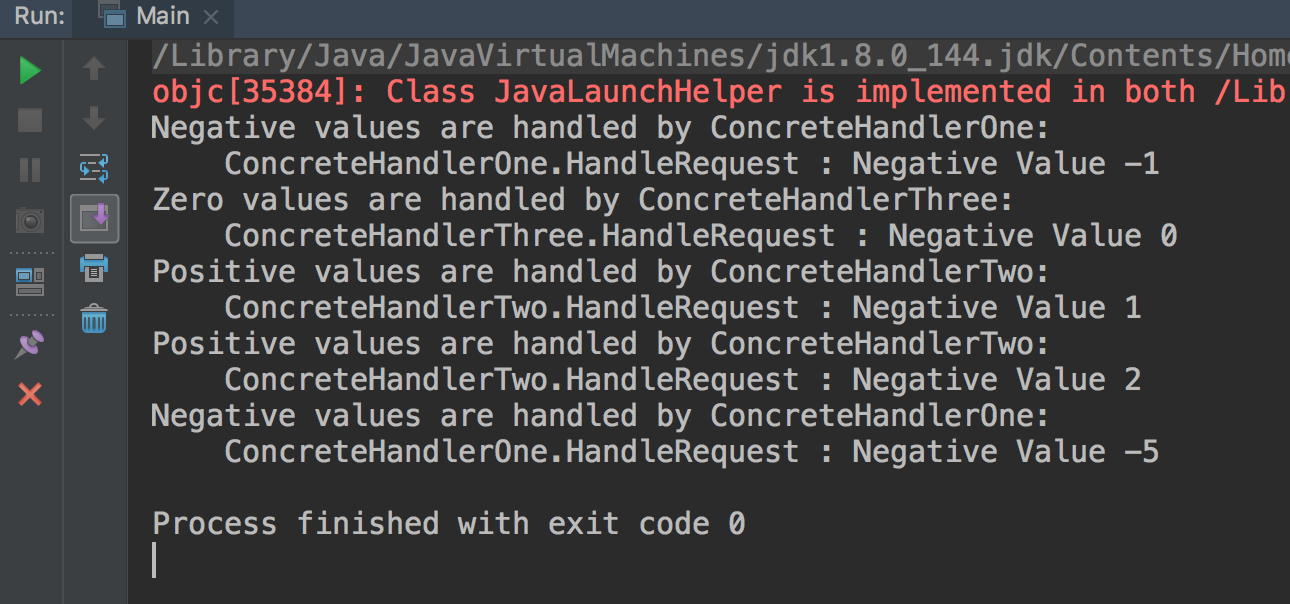 Run: Main
/Library/Java/JavaVirtualMachines/jdk1.8.0_144.jdk/Contents/Home
objc[35384]: Class JavaLaunchHelper is implemented in both /Lib
Negative values are handled by ConcreteHandlerOne:
    ConcreteHandlerOne.HandleRequest : Negative Value -1
Zero values are handled by ConcreteHandlerThree:
    ConcreteHandlerThree.HandleRequest : Negative Value 0
Positive values are handled by ConcreteHandlerTwo:
    ConcreteHandlerTwo.HandleRequest : Negative Value 1
Positive values are handled by ConcreteHandlerTwo:
    ConcreteHandlerTwo.HandleRequest : Negative Value 2
Negative values are handled by ConcreteHandlerOne:
    ConcreteHandlerOne.HandleRequest : Negative Value -5
Process finished with exit code 0